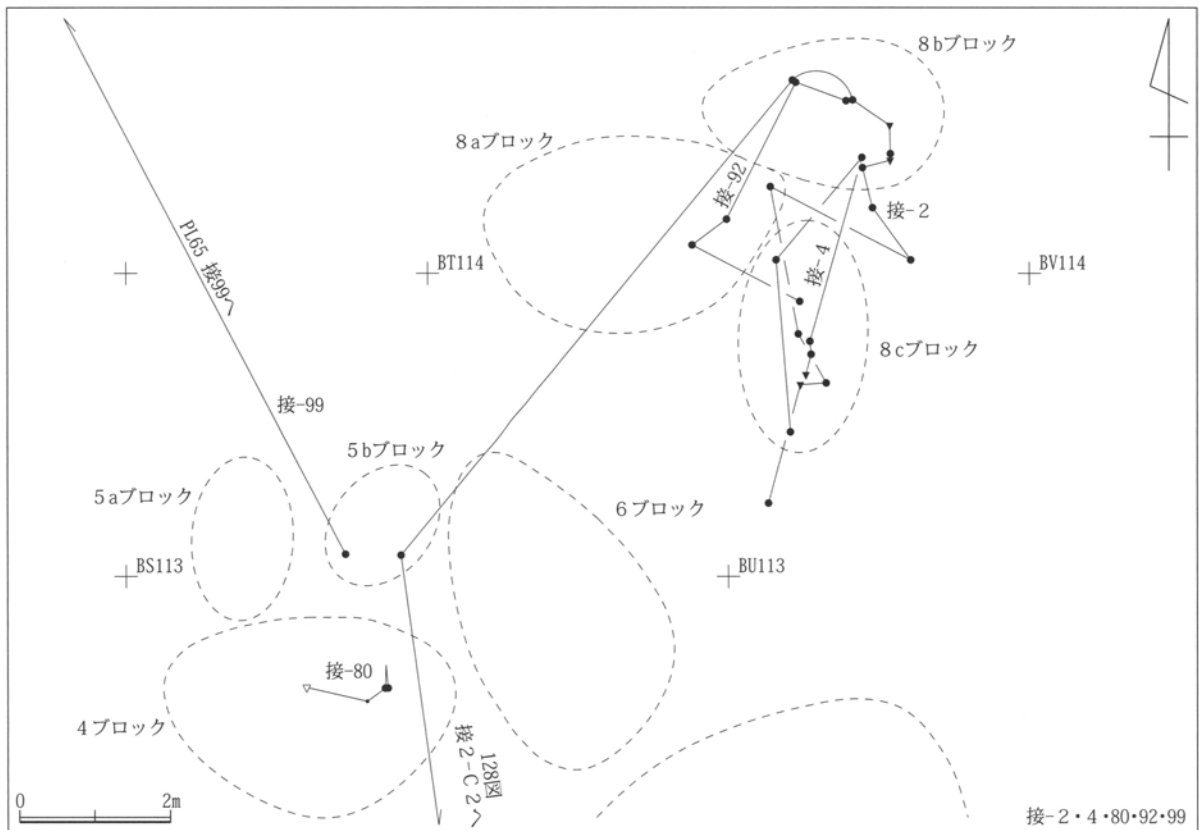 8bブロック
8aブロック
接-92
接-2
PL65 接99へ
BT114
接-4
BV114
8cブロック
接-99
5bブロック
5aブロック
6ブロック
BS113
BU113
接-80
4ブロック
128図
接2-C2へ
0
2m
接-2・4・80・92・99